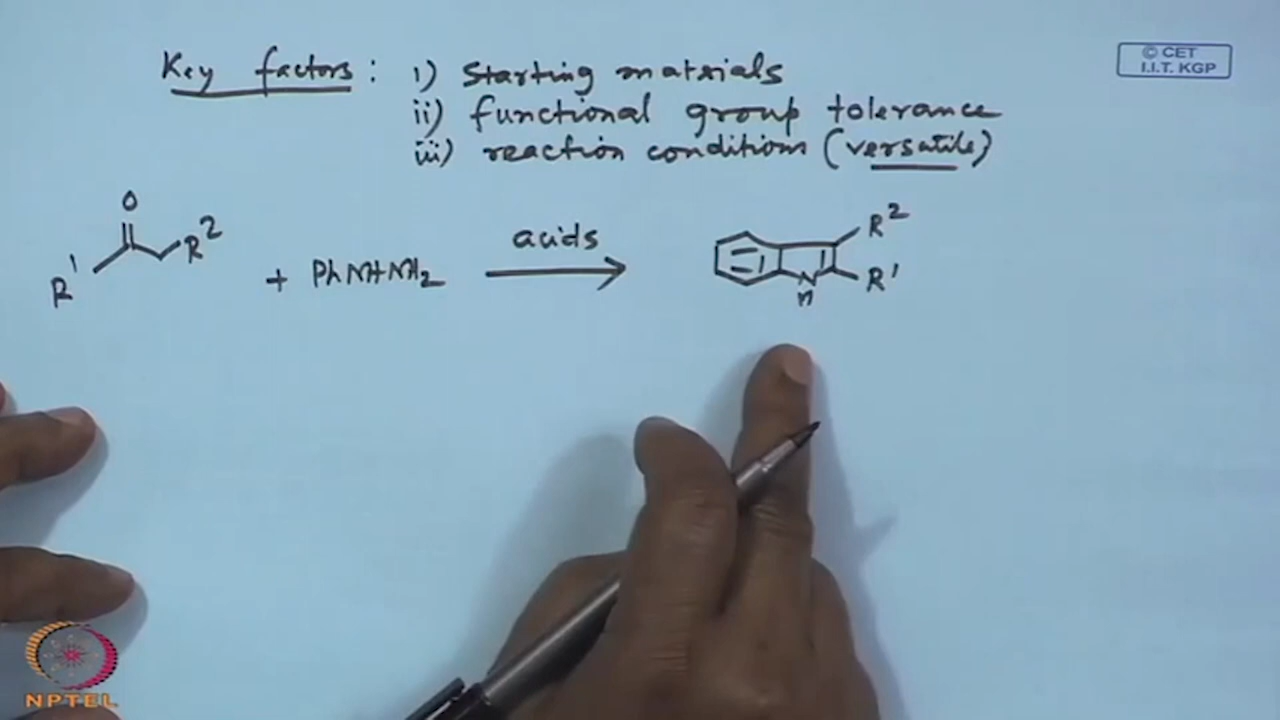 Key factors : i) Starting materials
ii) functional group tolerance
iii) reaction conditions (versatile)
© CET
I.I.T. KGP
O
R¹
R²
+ PhNHNH₂
acids
R²
R¹
N
H
NPTEL